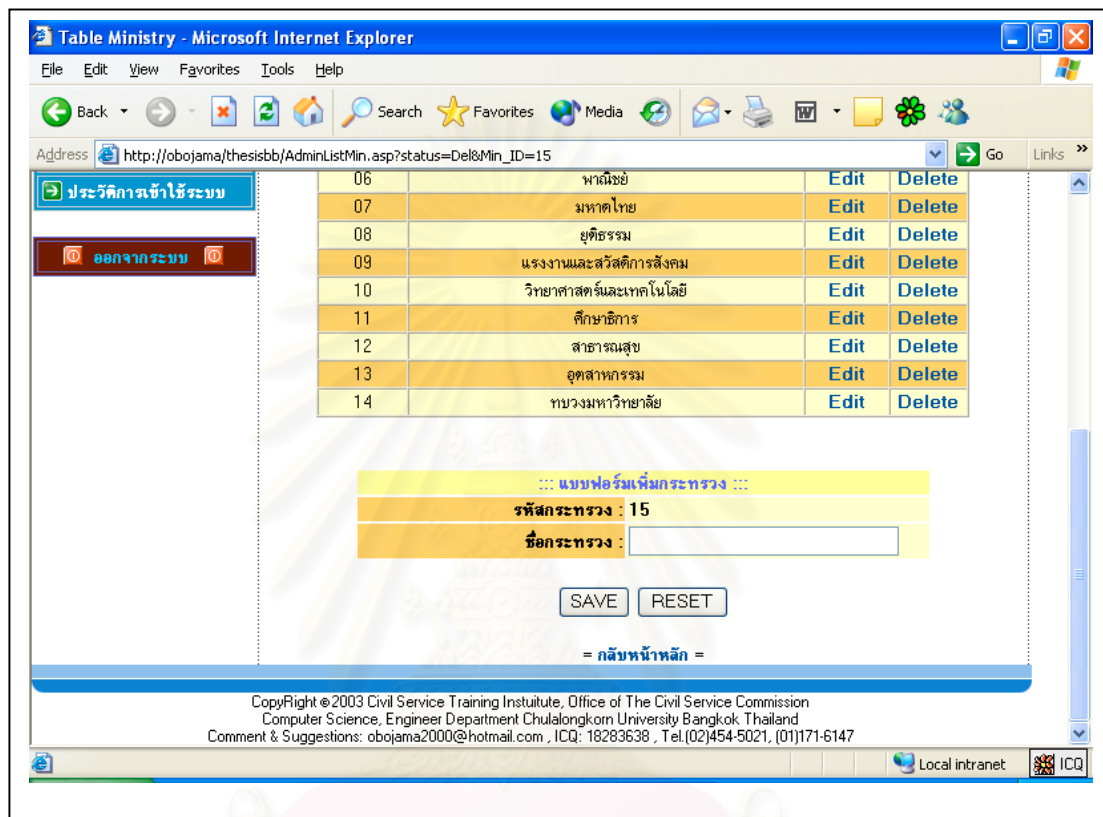 Table Ministry - Microsoft Internet Explorer
File Edit View Favorites Tools Help
Back Search Favorites Media
Address http://obojama/thesisbb/AdminListMin.asp?status=Del&Min_ID=15 Go Links »
ประวัติการเข้าใช้ระบบ
ออกจากระบบ
06 พาณิชย์ Edit Delete
07 มหาดไทย Edit Delete
08 ยุติธรรม Edit Delete
09 แรงงานและสวัสดิการสังคม Edit Delete
10 วิทยาศาสตร์และเทคโนโลยี Edit Delete
11 ศึกษาธิการ Edit Delete
12 สาธารณสุข Edit Delete
13 อุตสาหกรรม Edit Delete
14 ทบวงมหาวิทยาลัย Edit Delete
::: แบบฟอร์มเพิ่มกระทรวง :::
รหัสกระทรวง : 15
ชื่อกระทรวง :
SAVE RESET
= กลับหน้าหลัก =
CopyRight ©2003 Civil Service Training Instuitute, Office of The Civil Service Commission
Computer Science, Engineer Department Chulalongkorn University Bangkok Thailand
Comment & Suggestions: obojama2000@hotmail.com , ICQ: 18283638 , Tel.(02)454-5021, (01)171-6147
Local intranet ICQ